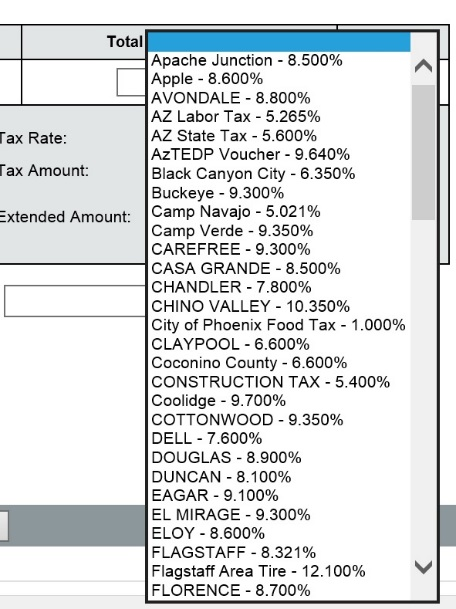 Total
Apache Junction - 8.500%
Apple - 8.600%
AVONDALE - 8.800%
AZ Labor Tax - 5.265%
Tax Rate:
AZ State Tax - 5.600%
AzTEDP Voucher - 9.640%
Tax Amount:
Black Canyon City - 6.350%
Buckeye - 9.300%
Extended Amount:
Camp Navajo - 5.021%
Camp Verde - 9.350%
CAREFREE - 9.300%
CASA GRANDE - 8.500%
CHANDLER - 7.800%
CHINO VALLEY - 10.350%
City of Phoenix Food Tax - 1.000%
CLAYPOOL - 6.600%
Coconino County - 6.600%
CONSTRUCTION TAX - 5.400%
Coolidge - 9.700%
COTTONWOOD - 9.350%
DELL - 7.600%
DOUGLAS - 8.900%
DUNCAN - 8.100%
EAGAR - 9.100%
EL MIRAGE - 9.300%
ELOY - 8.600%
FLAGSTAFF - 8.321%
Flagstaff Area Tire - 12.100%
FLORENCE - 8.700%